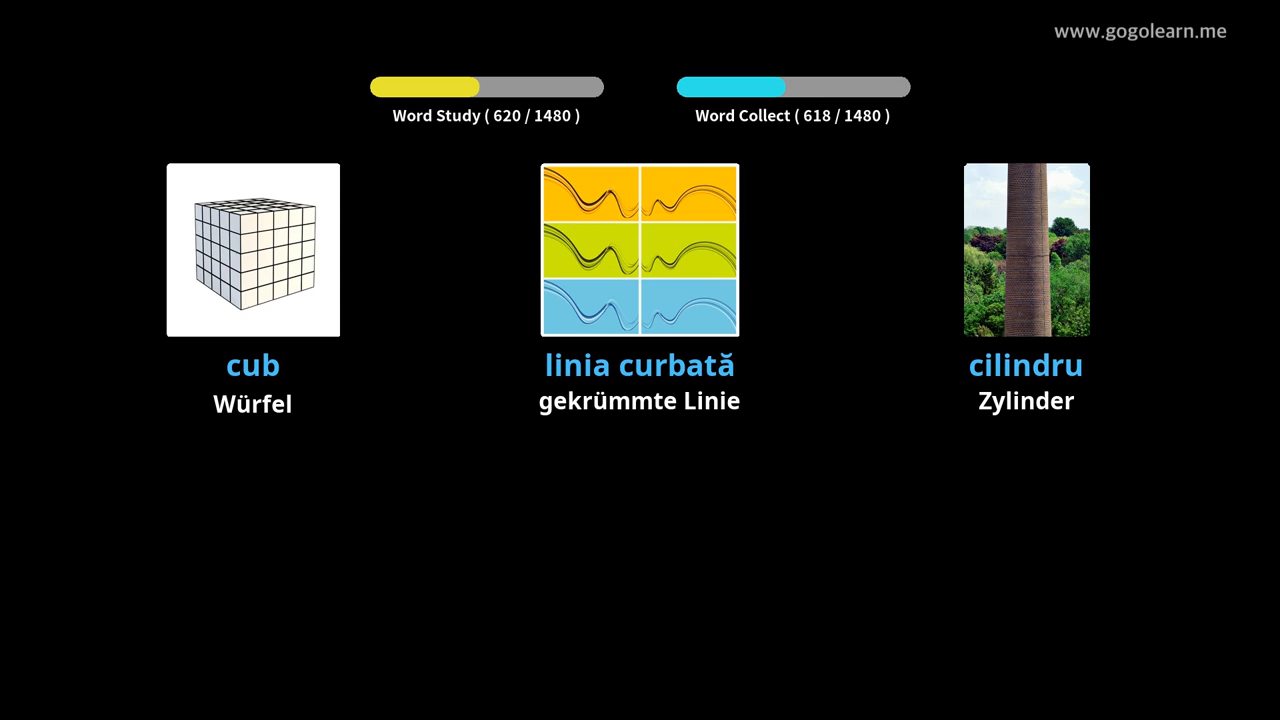 www.gogolearn.me
Word Study ( 620 / 1480 )
Word Collect ( 618 / 1480 )
cub
Würfel
linia curbată
gekrümmte Linie
cilindru
Zylinder